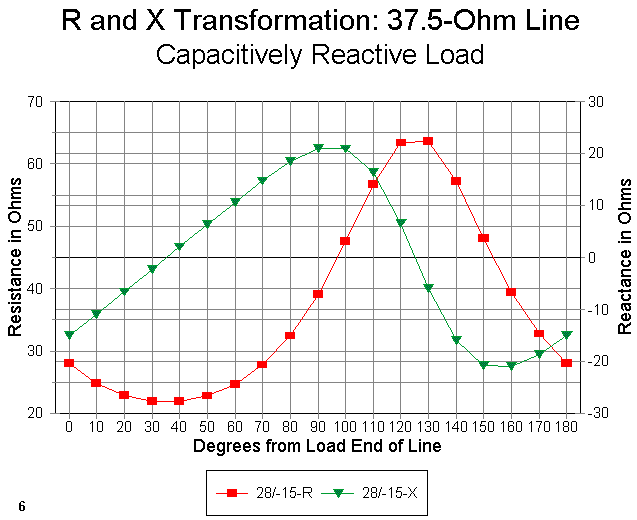 R and X Transformation: 37.5-Ohm Line
Capacitively Reactive Load
70
60
50
40
30
20
Resistance in Ohms
30
20
10
0
-10
-20
-30
Reactance in Ohms
0 10 20 30 40 50 60 70 80 90 100 110 120 130 140 150 160 170 180
Degrees from Load End of Line
28/-15-R 28/-15-X
6